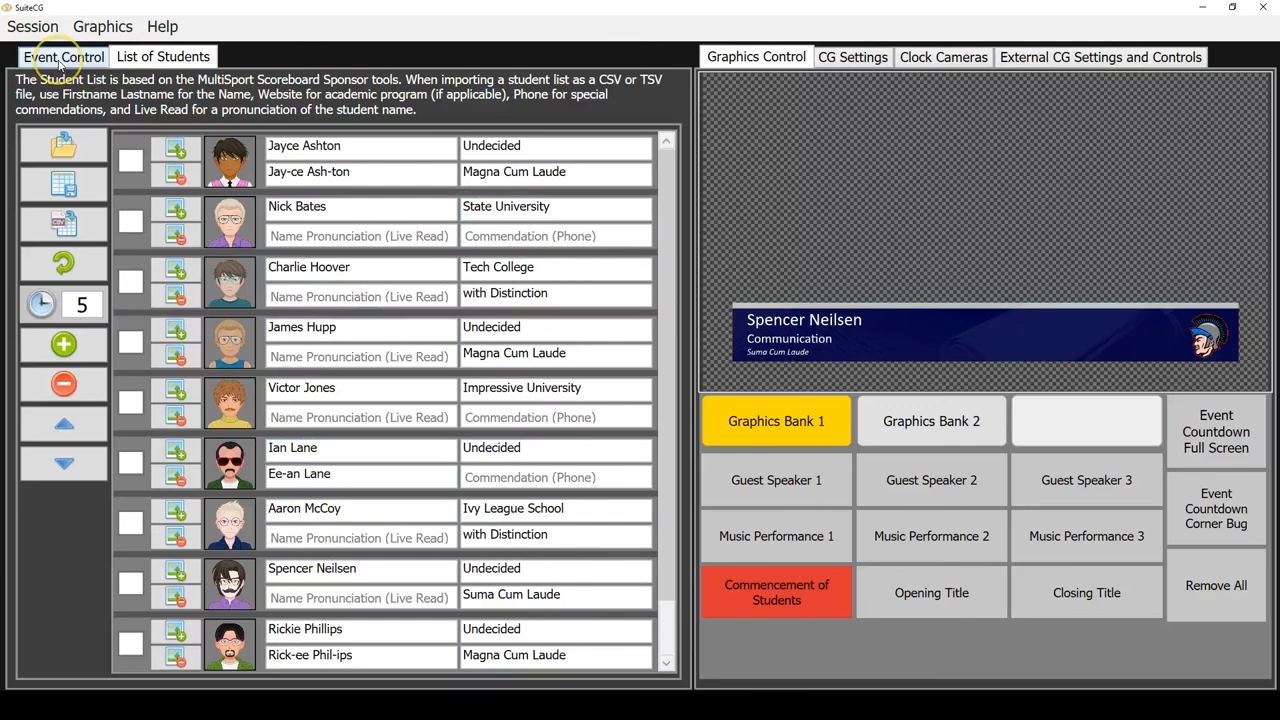 SuiteCG
Session Graphics Help
Event Control List of Students
The Student List is based on the MultiSport Scoreboard Sponsor tools. When importing a student list as a CSV or TSV
file, use Firstname Lastname for the Name, Website for academic program (if applicable), Phone for special
commendations, and Live Read for a pronunciation of the student name.
CSV
5
Jayce Ashton Undecided
Jay-ce Ash-ton Magna Cum Laude
Nick Bates State University
Name Pronunciation (Live Read) Commendation (Phone)
Charlie Hoover Tech College
Name Pronunciation (Live Read) with Distinction
James Hupp Undecided
Name Pronunciation (Live Read) Magna Cum Laude
Victor Jones Impressive University
Name Pronunciation (Live Read) Commendation (Phone)
Ian Lane Undecided
Ee-an Lane Commendation (Phone)
Aaron McCoy Ivy League School
Name Pronunciation (Live Read) with Distinction
Spencer Neilsen Undecided
Name Pronunciation (Live Read) Suma Cum Laude
Rickie Phillips Undecided
Rick-ee Phil-ips Magna Cum Laude
Graphics Control CG Settings Clock Cameras External CG Settings and Controls
Spencer Neilsen
Communication
Suma Cum Laude
Graphics Bank 1 Graphics Bank 2
Guest Speaker 1 Guest Speaker 2 Guest Speaker 3
Music Performance 1 Music Performance 2 Music Performance 3
Commencement of
Students
Opening Title Closing Title
Event
Countdown
Full Screen
Event
Countdown
Corner Bug
Remove All